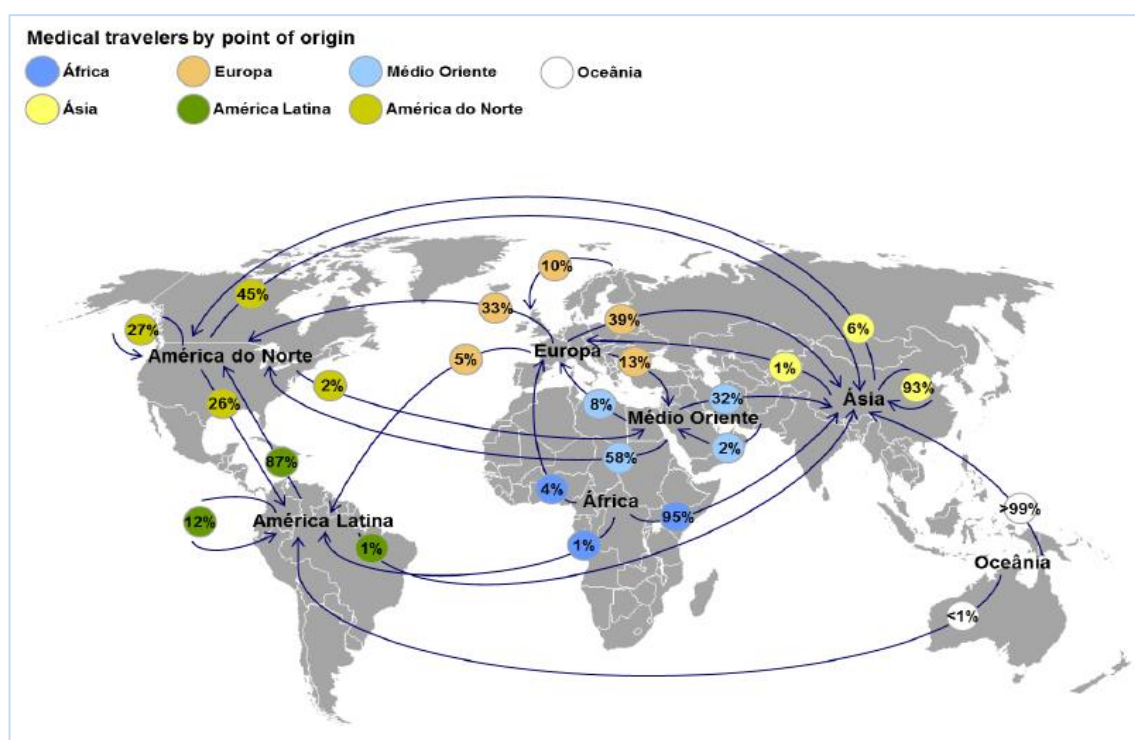 Medical travelers by point of origin
África
Europa
Médio Oriente
Oceânia
Ásia
América Latina
América do Norte
10%
45%
33%
39%
27%
6%
América do Norte
5%
Europa
13%
1%
2%
93%
Ásia
26%
8%
32%
Médio Oriente
2%
87%
58%
4%
África
95%
>99%
12%
América Latina
1%
1%
Oceânia
<1%